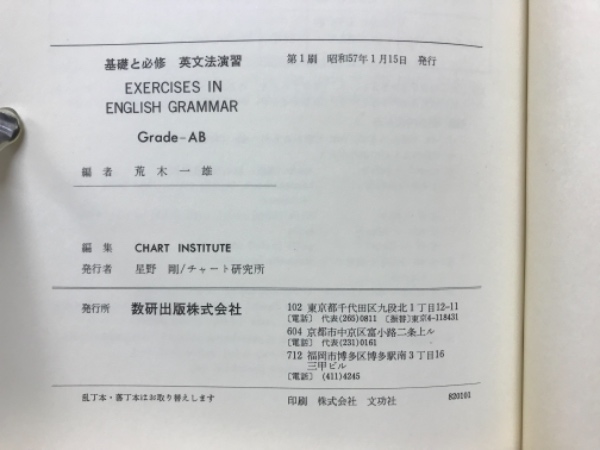 基礎と必修 英文法演習
第1刷 昭和57年1月15日 発行
EXERCISES IN
ENGLISH GRAMMAR
Grade-AB
編者 荒木一雄
編集 CHART INSTITUTE
発行者 星野 剛/チャート研究所
発行所 数研出版株式会社
102 東京都千代田区九段北1丁目12-11
〔電話〕 代表(265)0811 〔振替〕東京4-118431
604 京都市中京区富小路二条上ル
〔電話〕 代表(231)0161
712 福岡市博多区博多駅南3丁目16
三甲ビル
〔電話〕 (411)4245
乱丁本・落丁本はお取り替えします
印刷 株式会社 文功社
820101